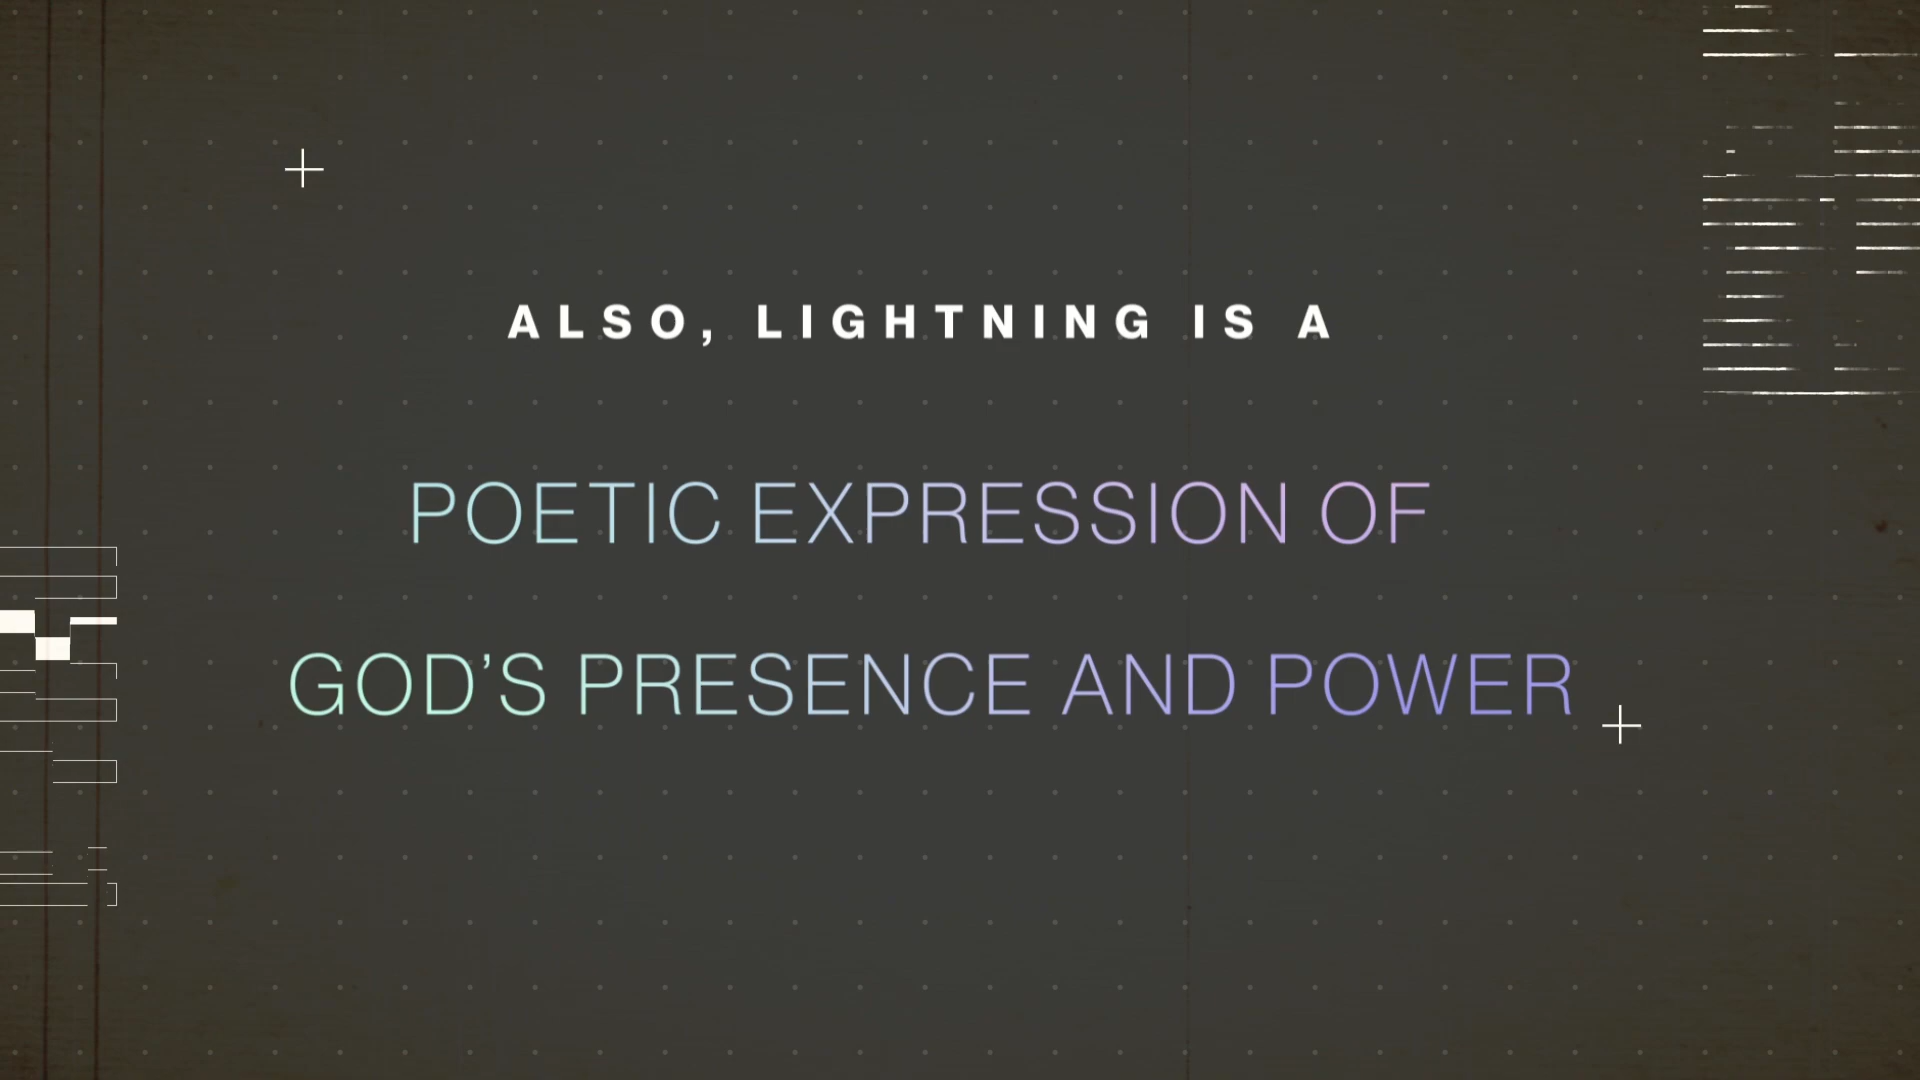 ALSO, LIGHTNING IS A
POETIC EXPRESSION OF
GOD’S PRESENCE AND POWER